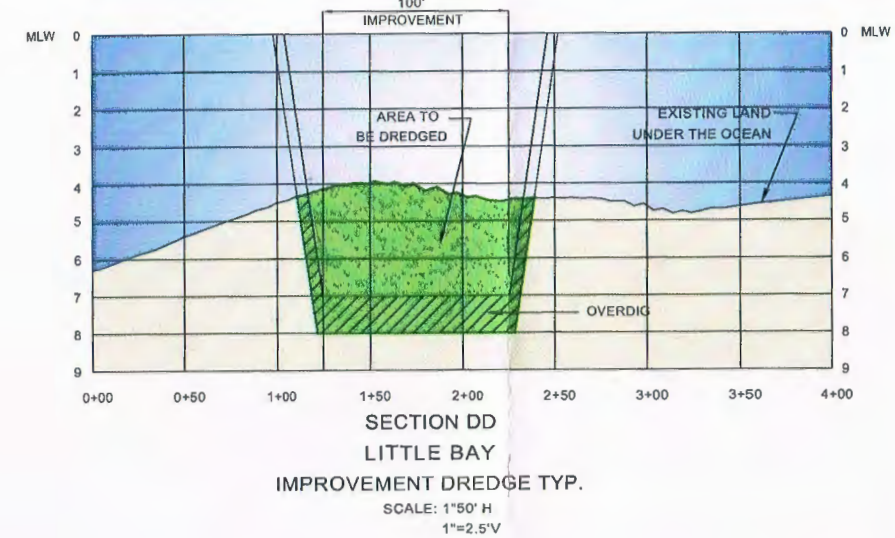 100'
IMPROVEMENT
MLW 0 0 MLW
1 1
2 AREA TO EXISTING LAND 2
BE DREDGED UNDER THE OCEAN
3 3
4 4
5 5
6 6
7 7
OVERDIG
8 8
9 9
0+00 0+50 1+00 1+50 2+00 2+50 3+00 3+50 4+00
SECTION DD
LITTLE BAY
IMPROVEMENT DREDGE TYP.
SCALE: 1"50' H
1"=2.5'V